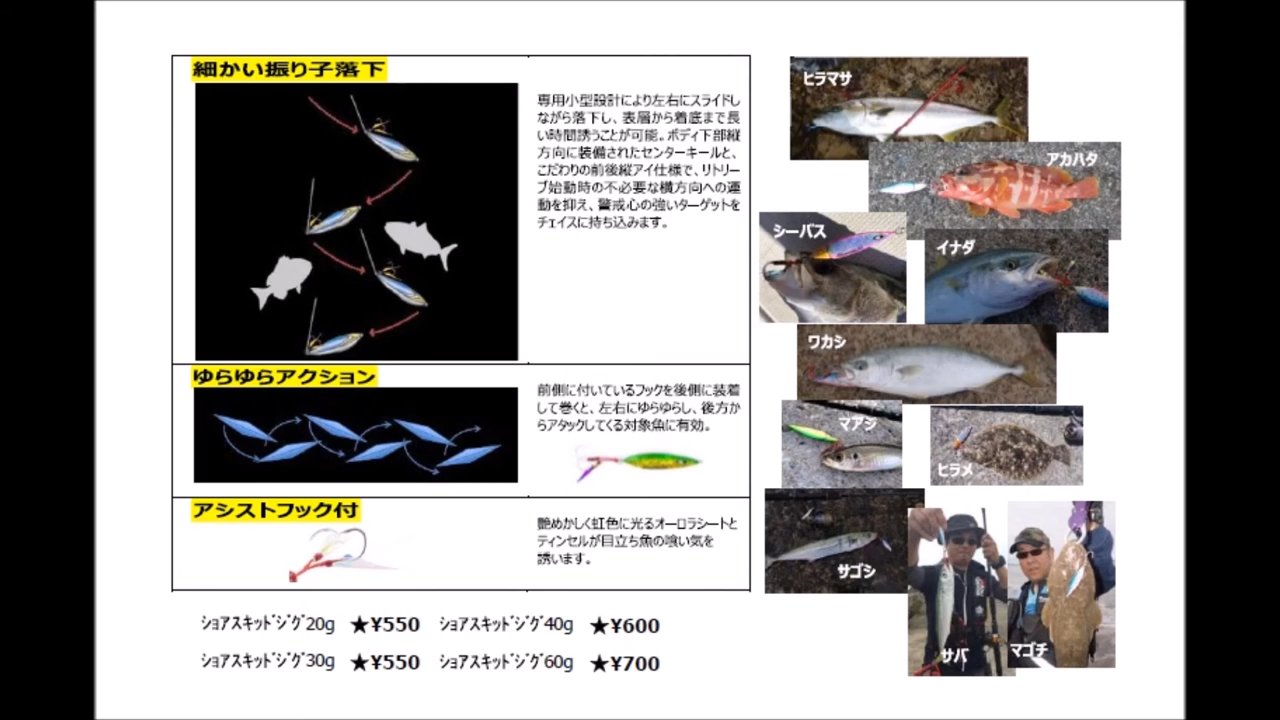 細かい振り子落下
専用小型設計により左右にスライドし
ながら落下し、表層から着底まで長
い時間誘うことが可能。ボディ下部縦
方向に装備されたセンターキールと、
こだわりの前後縦アイ仕様で、リトリー
ブ始動時の不必要な横方向への運
動を抑え、警戒心の強いターゲットを
チェイスに持ち込みます。
ゆらゆらアクション
前側に付いているフックを後側に装着
して巻くと、左右にゆらゆらし、後方か
らアタックしてくる対象魚に有効。
アシストフック付
艶めかしく虹色に光るオーロラシートと
ティンセルが目立ち魚の喰い気を
誘います。
ｼｮｱｽｷｯﾄﾞｼﾞｸﾞ20g ★¥550 ｼｮｱｽｷｯﾄﾞｼﾞｸﾞ40g ★¥600
ｼｮｱｽｷｯﾄﾞｼﾞｸﾞ30g ★¥550 ｼｮｱｽｷｯﾄﾞｼﾞｸﾞ60g ★¥700
ヒラマサ
アカハタ
シーバス
イナダ
ワカシ
マアジ
ヒラメ
サゴシ
サバ
マゴチ